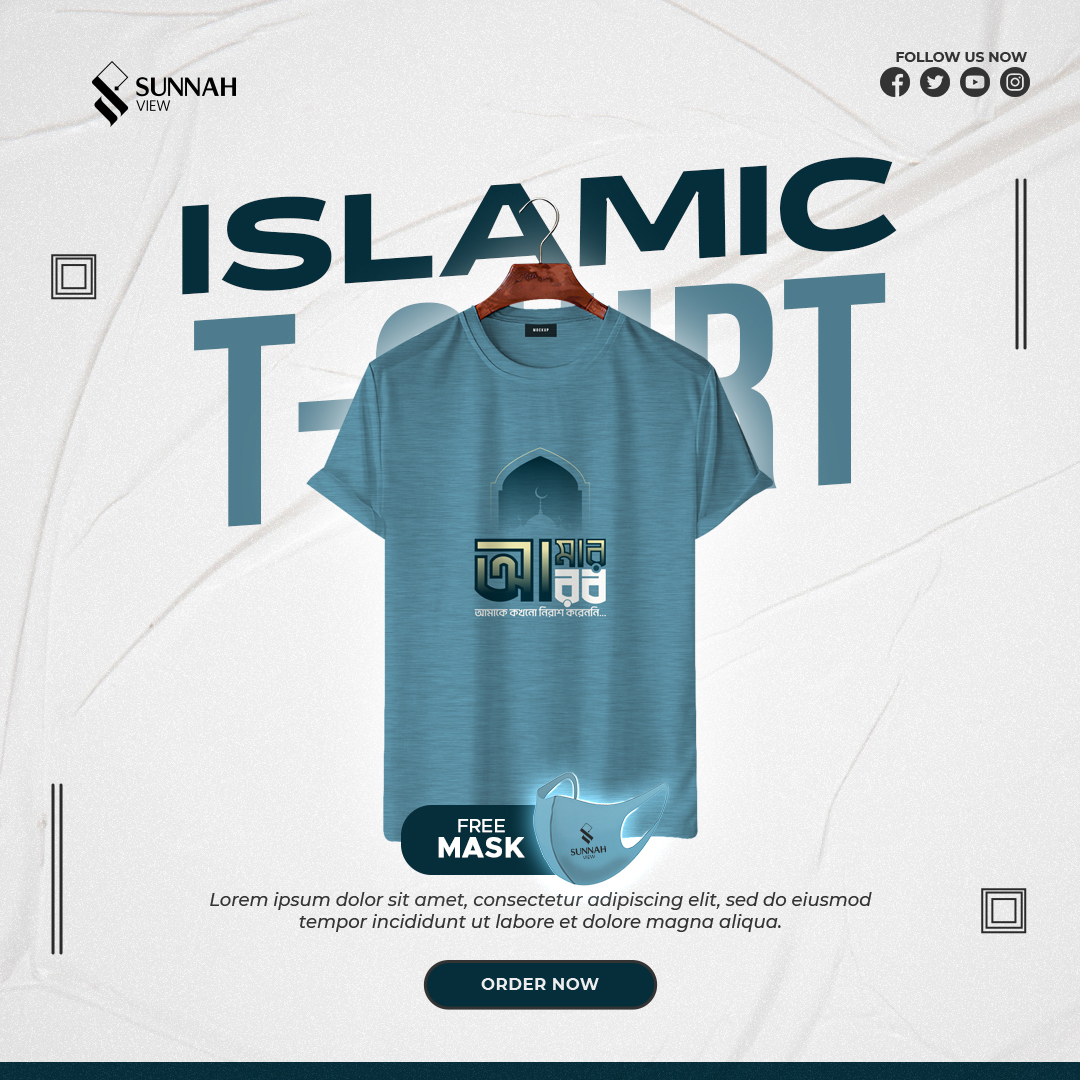 SUNNAH
VIEW
FOLLOW US NOW
ISLAMIC
T-SHIRT
MOCKUP
আমার
রব
আমাকে কখনো নিরাশ করেননি...
FREE
MASK
SUNNAH
VIEW
Lorem ipsum dolor sit amet, consectetur adipiscing elit, sed do eiusmod
tempor incididunt ut labore et dolore magna aliqua.
ORDER NOW